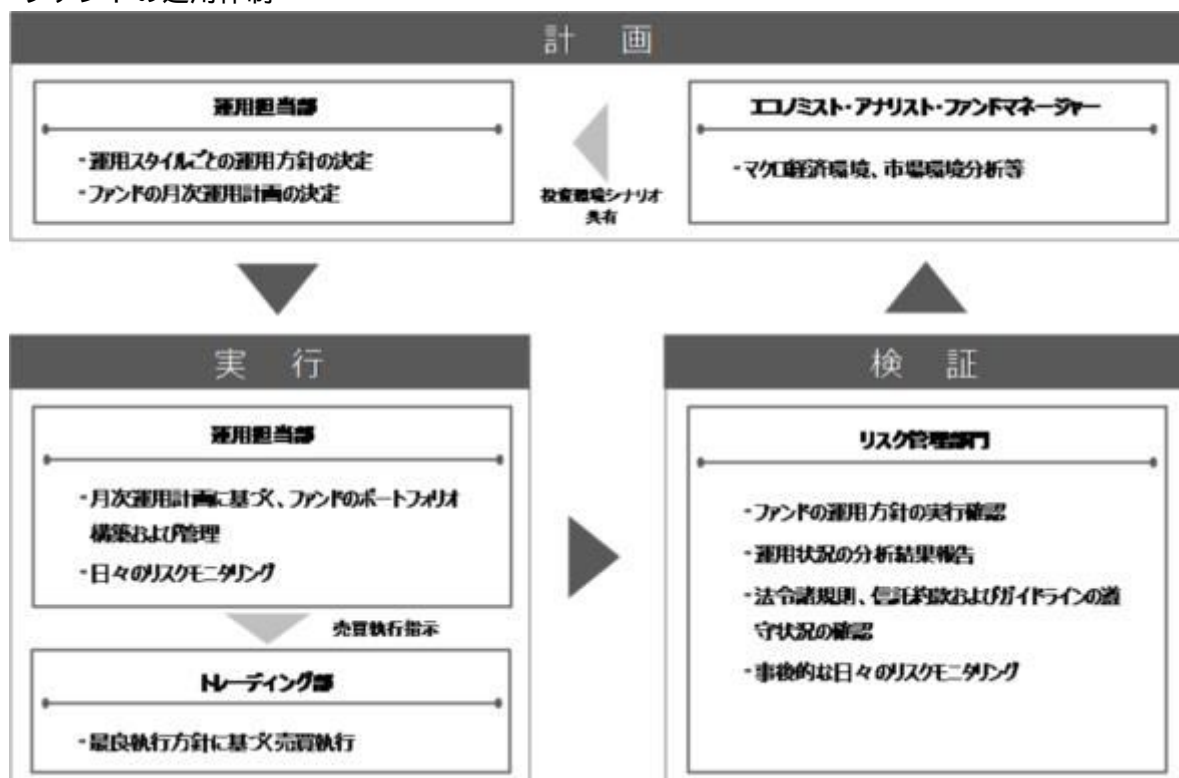 ファンドの運用体制
計 画
運用担当部
・運用スタイルごとの運用方針の決定
・ファンドの月次運用計画の決定
投資環境シナリオ
共有
エコノミスト・アナリスト・ファンドマネージャー
・マクロ経済環境、市場環境分析等
実 行
運用担当部
・月次運用計画に基づく、ファンドのポートフォリオ
構築および管理
・日々のリスクモニタリング
売買執行指示
トレーディング部
・最良執行方針に基づく売買執行
検 証
リスク管理部門
・ファンドの運用方針の実行確認
・運用状況の分析結果報告
・法令諸規則、信託約款およびガイドラインの遵
守状況の確認
・事後的な日々のリスクモニタリング